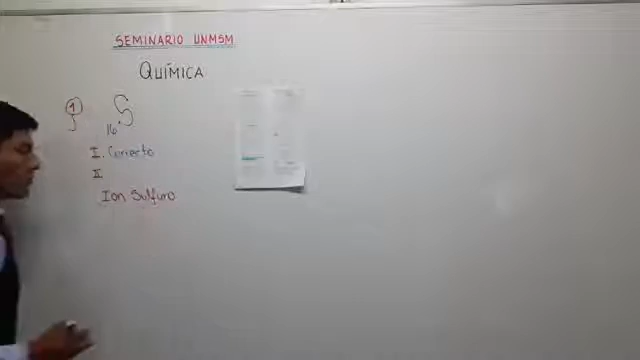 SEMINARIO UNMSM
QUÍMICA
1
16 S
I. Correcto
II
Ion Sulfuro